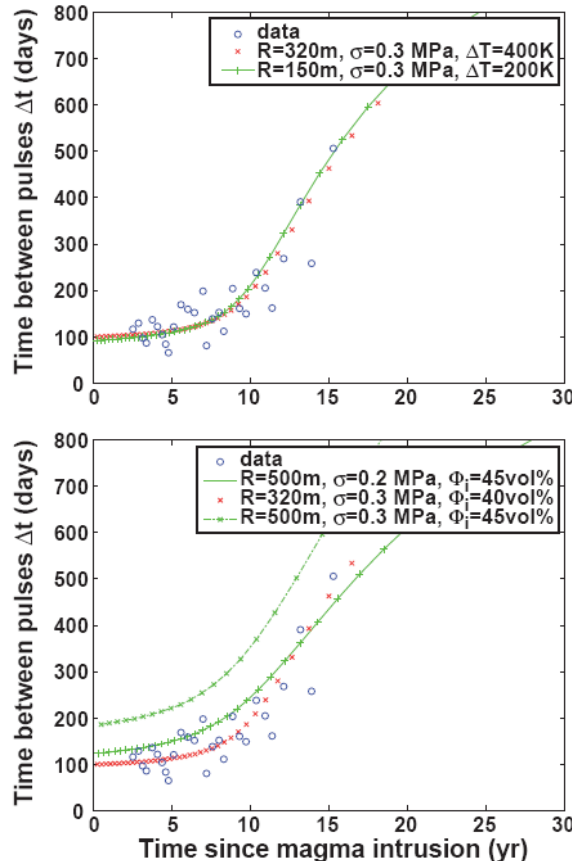 800
700
600
500
400
300
200
100
0
Time between pulses Δt (days)
data
R=320m, σ=0.3 MPa, ΔT=400K
R=150m, σ=0.3 MPa, ΔT=200K
0 5 10 15 20 25 30
800
700
600
500
400
300
200
100
0
Time between pulses Δt (days)
data
R=500m, σ=0.2 MPa, Φi=45vol%
R=320m, σ=0.3 MPa, Φi=40vol%
R=500m, σ=0.3 MPa, Φi=45vol%
0 5 10 15 20 25 30
Time since magma intrusion (yr)